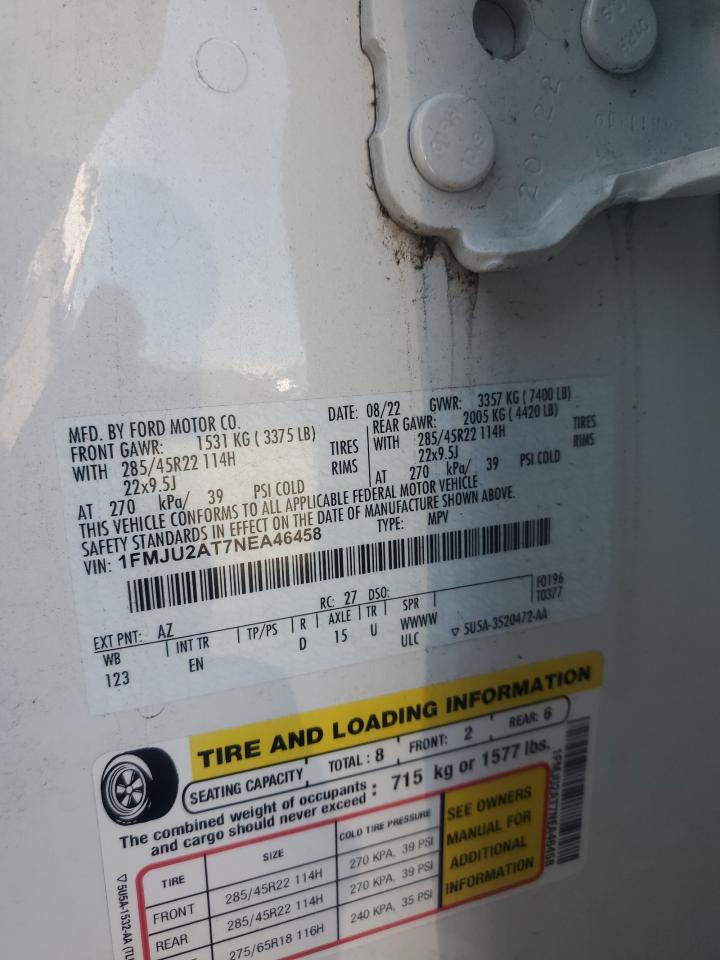 20122
MFD. BY FORD MOTOR CO. DATE: 08/22 GVWR: 3357 KG ( 7400 LB)
FRONT GAWR: 1531 KG ( 3375 LB) REAR GAWR: 2005 KG ( 4420 LB)
WITH 285/45R22 114H TIRES WITH 285/45R22 114H TIRES
22x9.5J RIMS 22x9.5J RIMS
AT 270 kPa/ 39 PSI COLD AT 270 kPa/ 39 PSI COLD
THIS VEHICLE CONFORMS TO ALL APPLICABLE FEDERAL MOTOR VEHICLE
SAFETY STANDARDS IN EFFECT ON THE DATE OF MANUFACTURE SHOWN ABOVE.
VIN: 1FMJU2AT7NEA46458 TYPE: MPV
F0196
T0377
EXT PNT: AZ RC: 27 DSO:
WB INT TR TP/PS R AXLE TR SPR
123 EN D 15 U WWWW
ULC
5U5A-3520472-AA
TIRE AND LOADING INFORMATION
SEATING CAPACITY TOTAL : 8 FRONT: 2 REAR: 6
The combined weight of occupants and cargo should never exceed : 715 kg or 1577 lbs.
TIRE SIZE COLD TIRE PRESSURE
FRONT 285/45R22 114H 270 KPA, 39 PSI
REAR 285/45R22 114H 270 KPA, 39 PSI
275/65R18 116H 240 KPA, 35 PSI
SEE OWNERS
MANUAL FOR
ADDITIONAL
INFORMATION
1FMJU2AT7NEA46458
5U5A-1532-AA